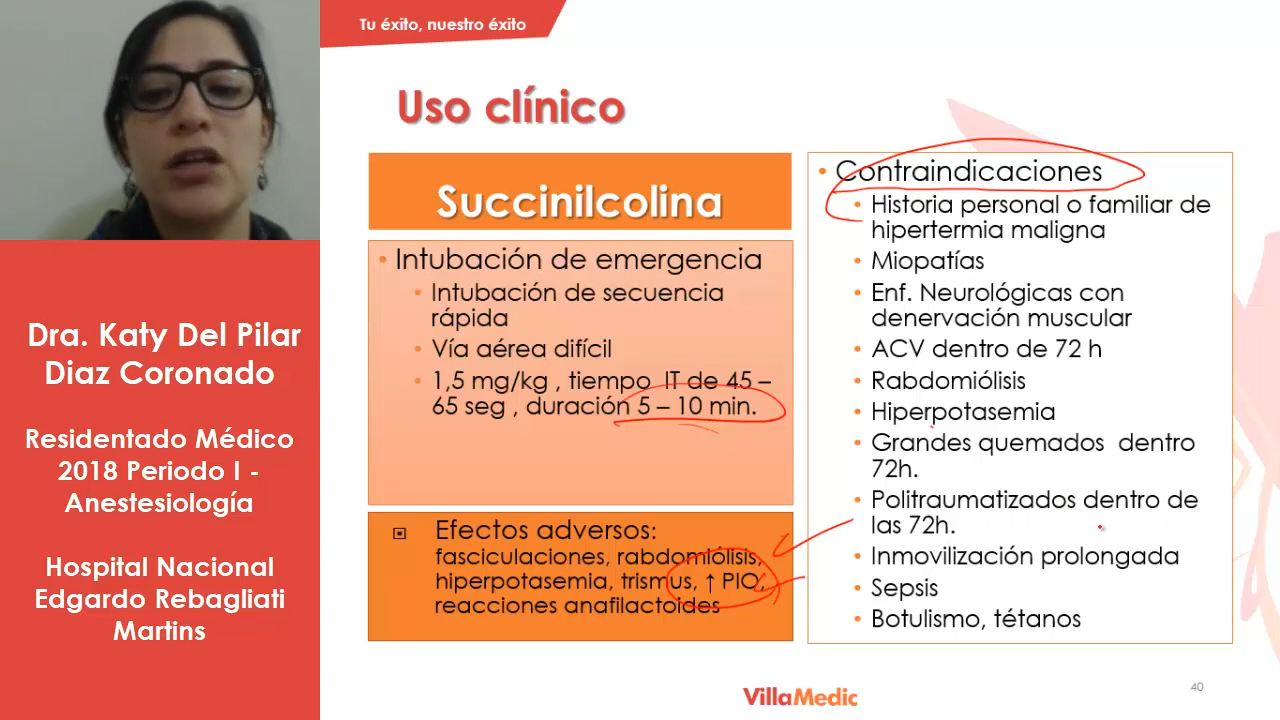 Tu éxito, nuestro éxito
Uso clínico
Succinilcolina
• Intubación de emergencia
• Intubación de secuencia
rápida
• Vía aérea difícil
• 1,5 mg/kg , tiempo IT de 45 –
65 seg , duración 5 – 10 min.
Efectos adversos:
fasciculaciones, rabdomiólisis,
hiperpotasemia, trismus, ↑ PIO,
reacciones anafilactoides
• Contraindicaciones
• Historia personal o familiar de
hipertermia maligna
• Miopatías
• Enf. Neurológicas con
denervación muscular
• ACV dentro de 72 h
• Rabdomiólisis
• Hiperpotasemia
• Grandes quemados dentro
72h.
• Politraumatizados dentro de
las 72h.
• Inmovilización prolongada
• Sepsis
• Botulismo, tétanos
Dra. Katy Del Pilar
Diaz Coronado
Residentado Médico
2018 Periodo I -
Anestesiología
Hospital Nacional
Edgardo Rebagliati
Martins
VillaMedic
40